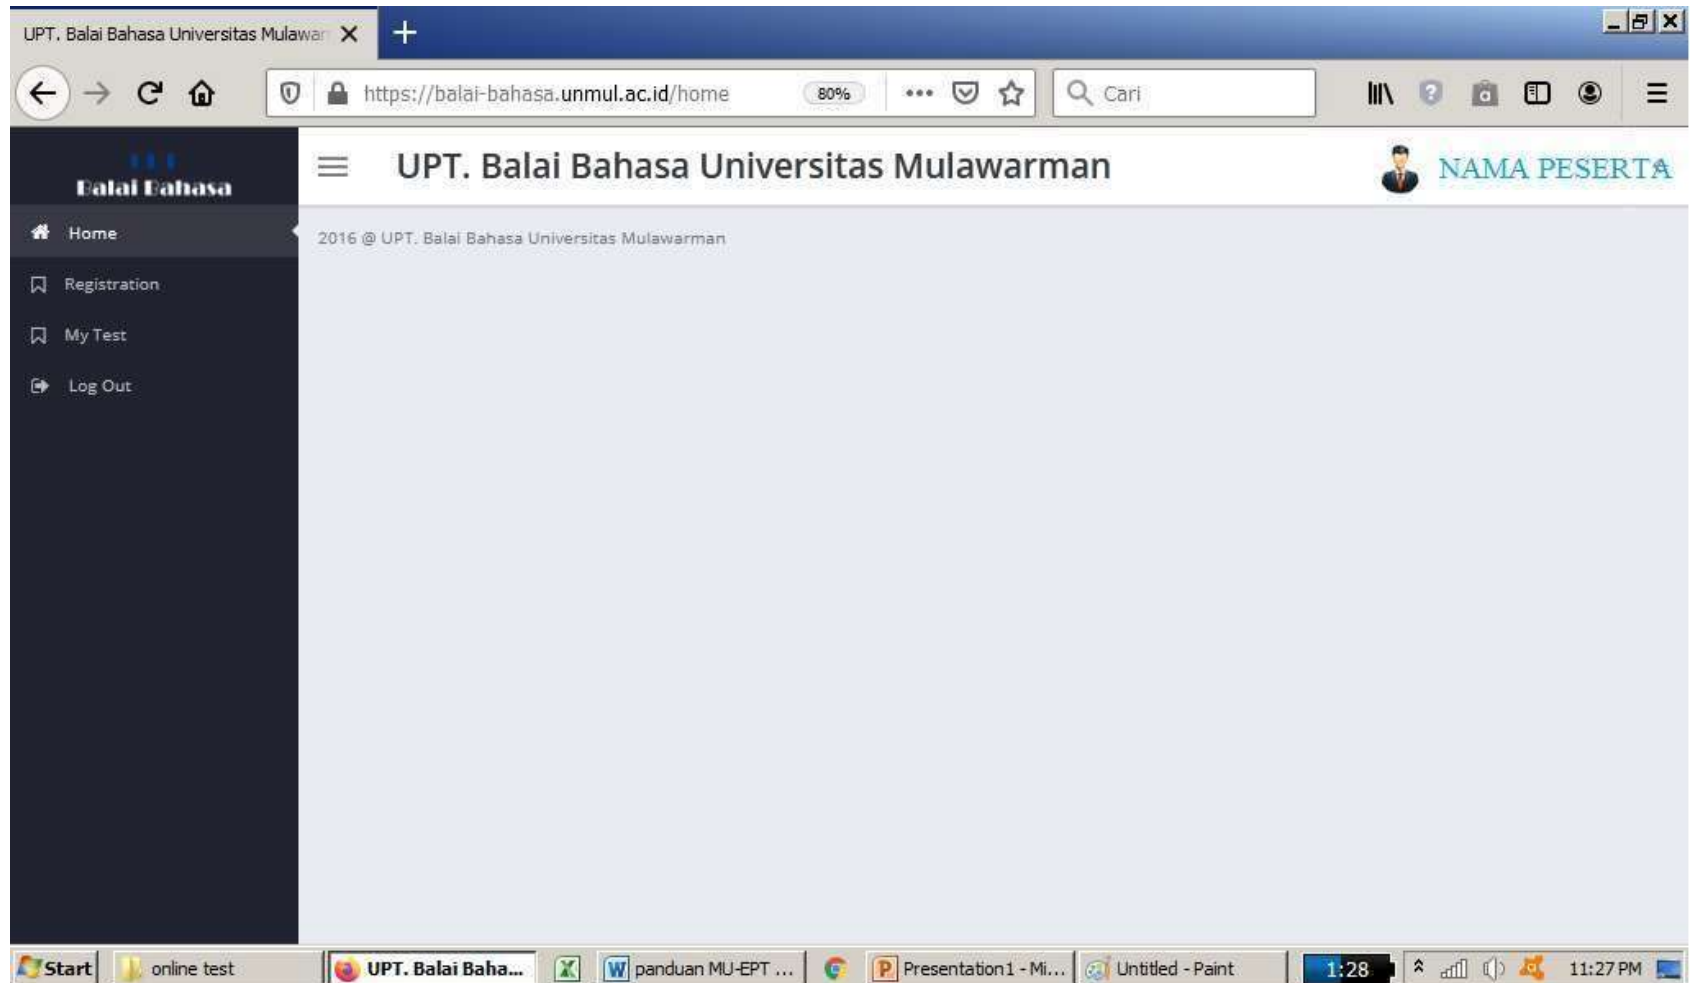 UPT. Balai Bahasa Universitas Mulawar
https://balai-bahasa.unmul.ac.id/home
80%
Cari
Balai Bahasa
UPT. Balai Bahasa Universitas Mulawarman
NAMA PESERTA
Home
2016 @ UPT. Balai Bahasa Universitas Mulawarman
Registration
My Test
Log Out
Start
online test
UPT. Balai Baha...
panduan MU-EPT ...
Presentation1 - Mi...
Untitled - Paint
1:28
11:27 PM